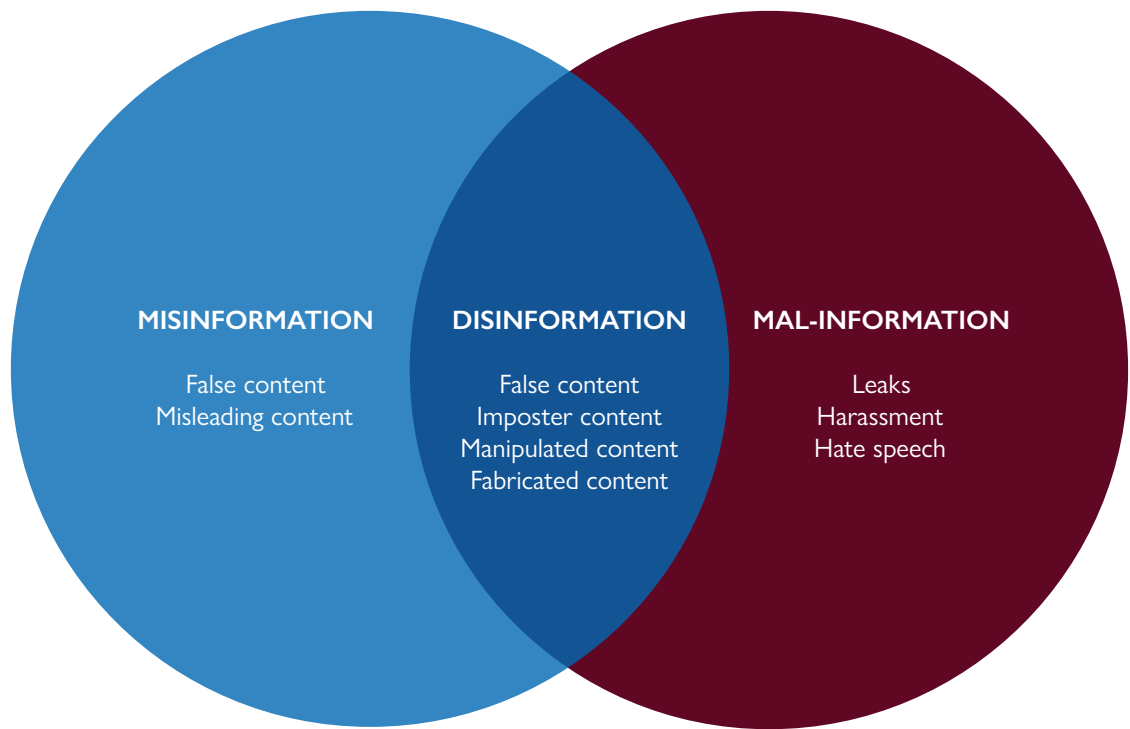 MISINFORMATION
False content
Misleading content
DISINFORMATION
False content
Imposter content
Manipulated content
Fabricated content
MAL-INFORMATION
Leaks
Harassment
Hate speech